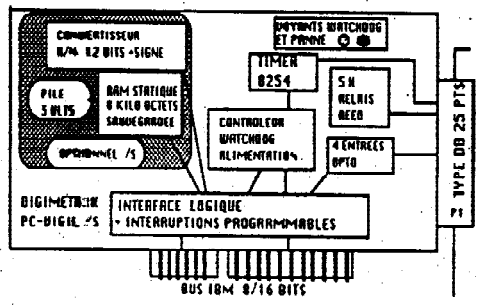 CONVERTISSEUR
A/N 12 BITS +SIGNE
PILE
3 VOLTS
RAM STATIQUE
8 KILO OCTETS
SAUVEGARDEE
OPTIONNEL /S
VOYANTS WATCHDOG
ET PANNE
TIMER
8254
5 X
RELAIS
REED
CONTROLEUR
WATCHDOG
ALIMENTATION
4 ENTREES
OPTO
TYPE DB 25 PTS
P1
DIGIMETRIX
PC-VIGIL /S
INTERFACE LOGIQUE
+ INTERRUPTIONS PROGRAMMABLES
BUS IBM 8/16 BITS